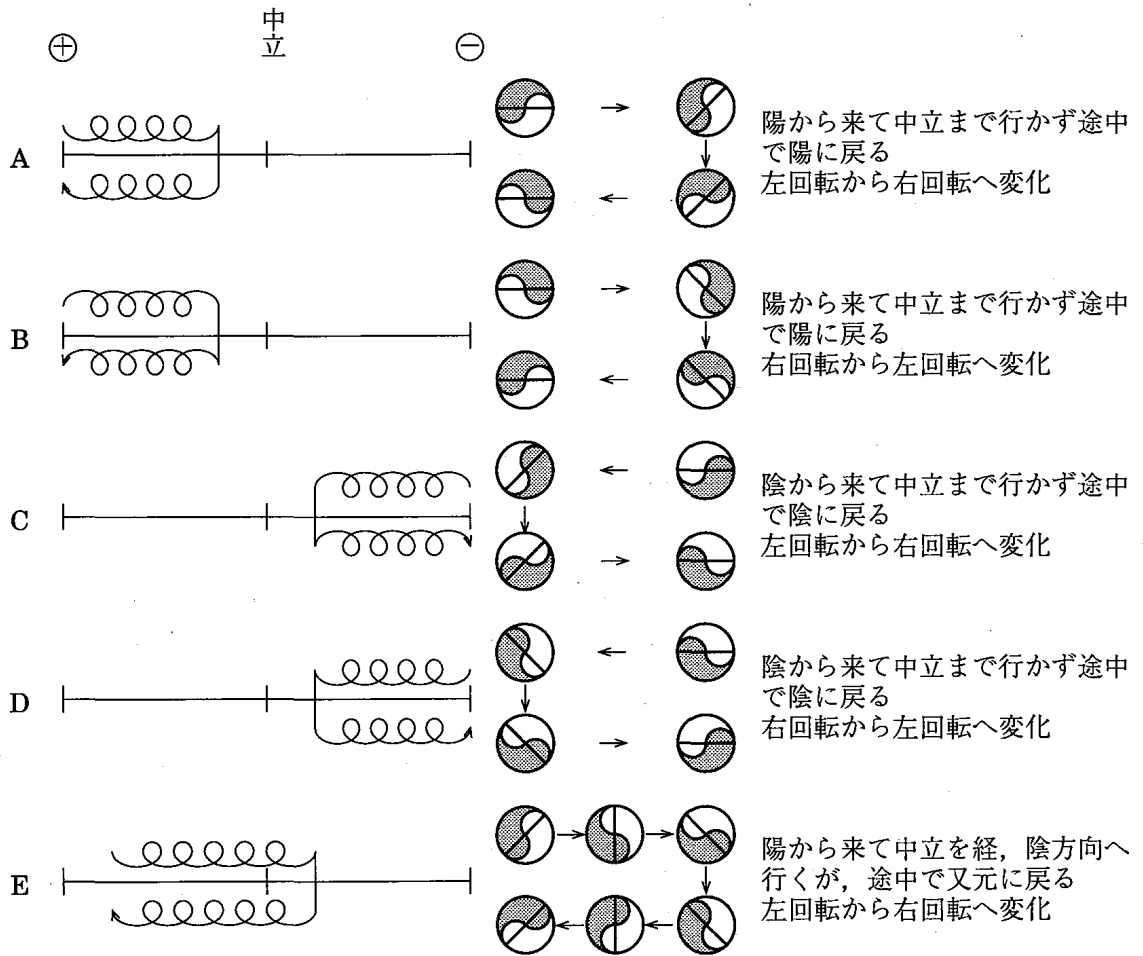 中立
⊕ ⊖
A
陽から来て中立まで行かず途中
で陽に戻る
左回転から右回転へ変化
B
陽から来て中立まで行かず途中
で陽に戻る
右回転から左回転へ変化
C
陰から来て中立まで行かず途中
で陰に戻る
左回転から右回転へ変化
D
陰から来て中立まで行かず途中
で陰に戻る
右回転から左回転へ変化
E
陽から来て中立を経，陰方向へ
行くが，途中で又元に戻る
左回転から右回転へ変化